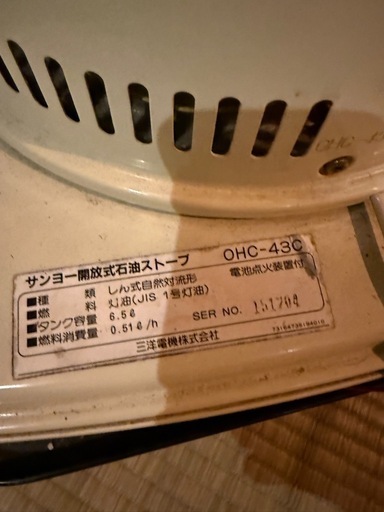 OHC-4
サンヨー開放式石油ストーブ OHC-43C
■種 類 しん式自然対流形 電池点火装置付
■燃 料 灯油(JIS 1号灯油)
■タンク容量 6.5ℓ
■燃料消費量 0.51ℓ/h SER NO. 151704
三洋電機株式会社